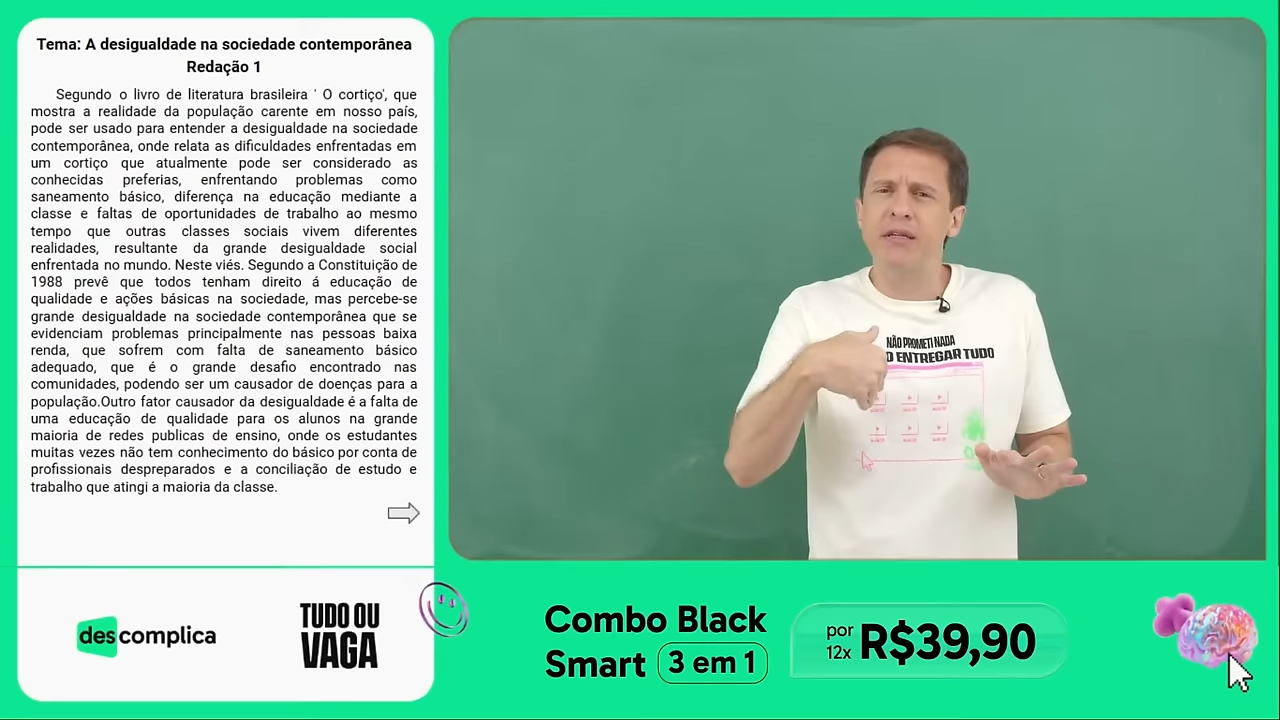 Tema: A desigualdade na sociedade contemporânea
Redação 1
Segundo o livro de literatura brasileira ' O cortiço', que
mostra a realidade da população carente em nosso país,
pode ser usado para entender a desigualdade na sociedade
contemporânea, onde relata as dificuldades enfrentadas em
um cortiço que atualmente pode ser considerado as
conhecidas preferias, enfrentando problemas como
saneamento básico, diferença na educação mediante a
classe e faltas de oportunidades de trabalho ao mesmo
tempo que outras classes sociais vivem diferentes
realidades, resultante da grande desigualdade social
enfrentada no mundo. Neste viés. Segundo a Constituição de
1988 prevê que todos tenham direito á educação de
qualidade e ações básicas na sociedade, mas percebe-se
grande desigualdade na sociedade contemporânea que se
evidenciam problemas principalmente nas pessoas baixa
renda, que sofrem com falta de saneamento básico
adequado, que é o grande desafio encontrado nas
comunidades, podendo ser um causador de doenças para a
população.Outro fator causador da desigualdade é a falta de
uma educação de qualidade para os alunos na grande
maioria de redes publicas de ensino, onde os estudantes
muitas vezes não tem conhecimento do básico por conta de
profissionais despreparados e a conciliação de estudo e
trabalho que atingi a maioria da classe.
NÃO PROMETI NADA
O ENTREGAR TUDO
descomplica
TUDO OU
VAGA
Combo Black
Smart 3 em 1
por
12x R$39,90